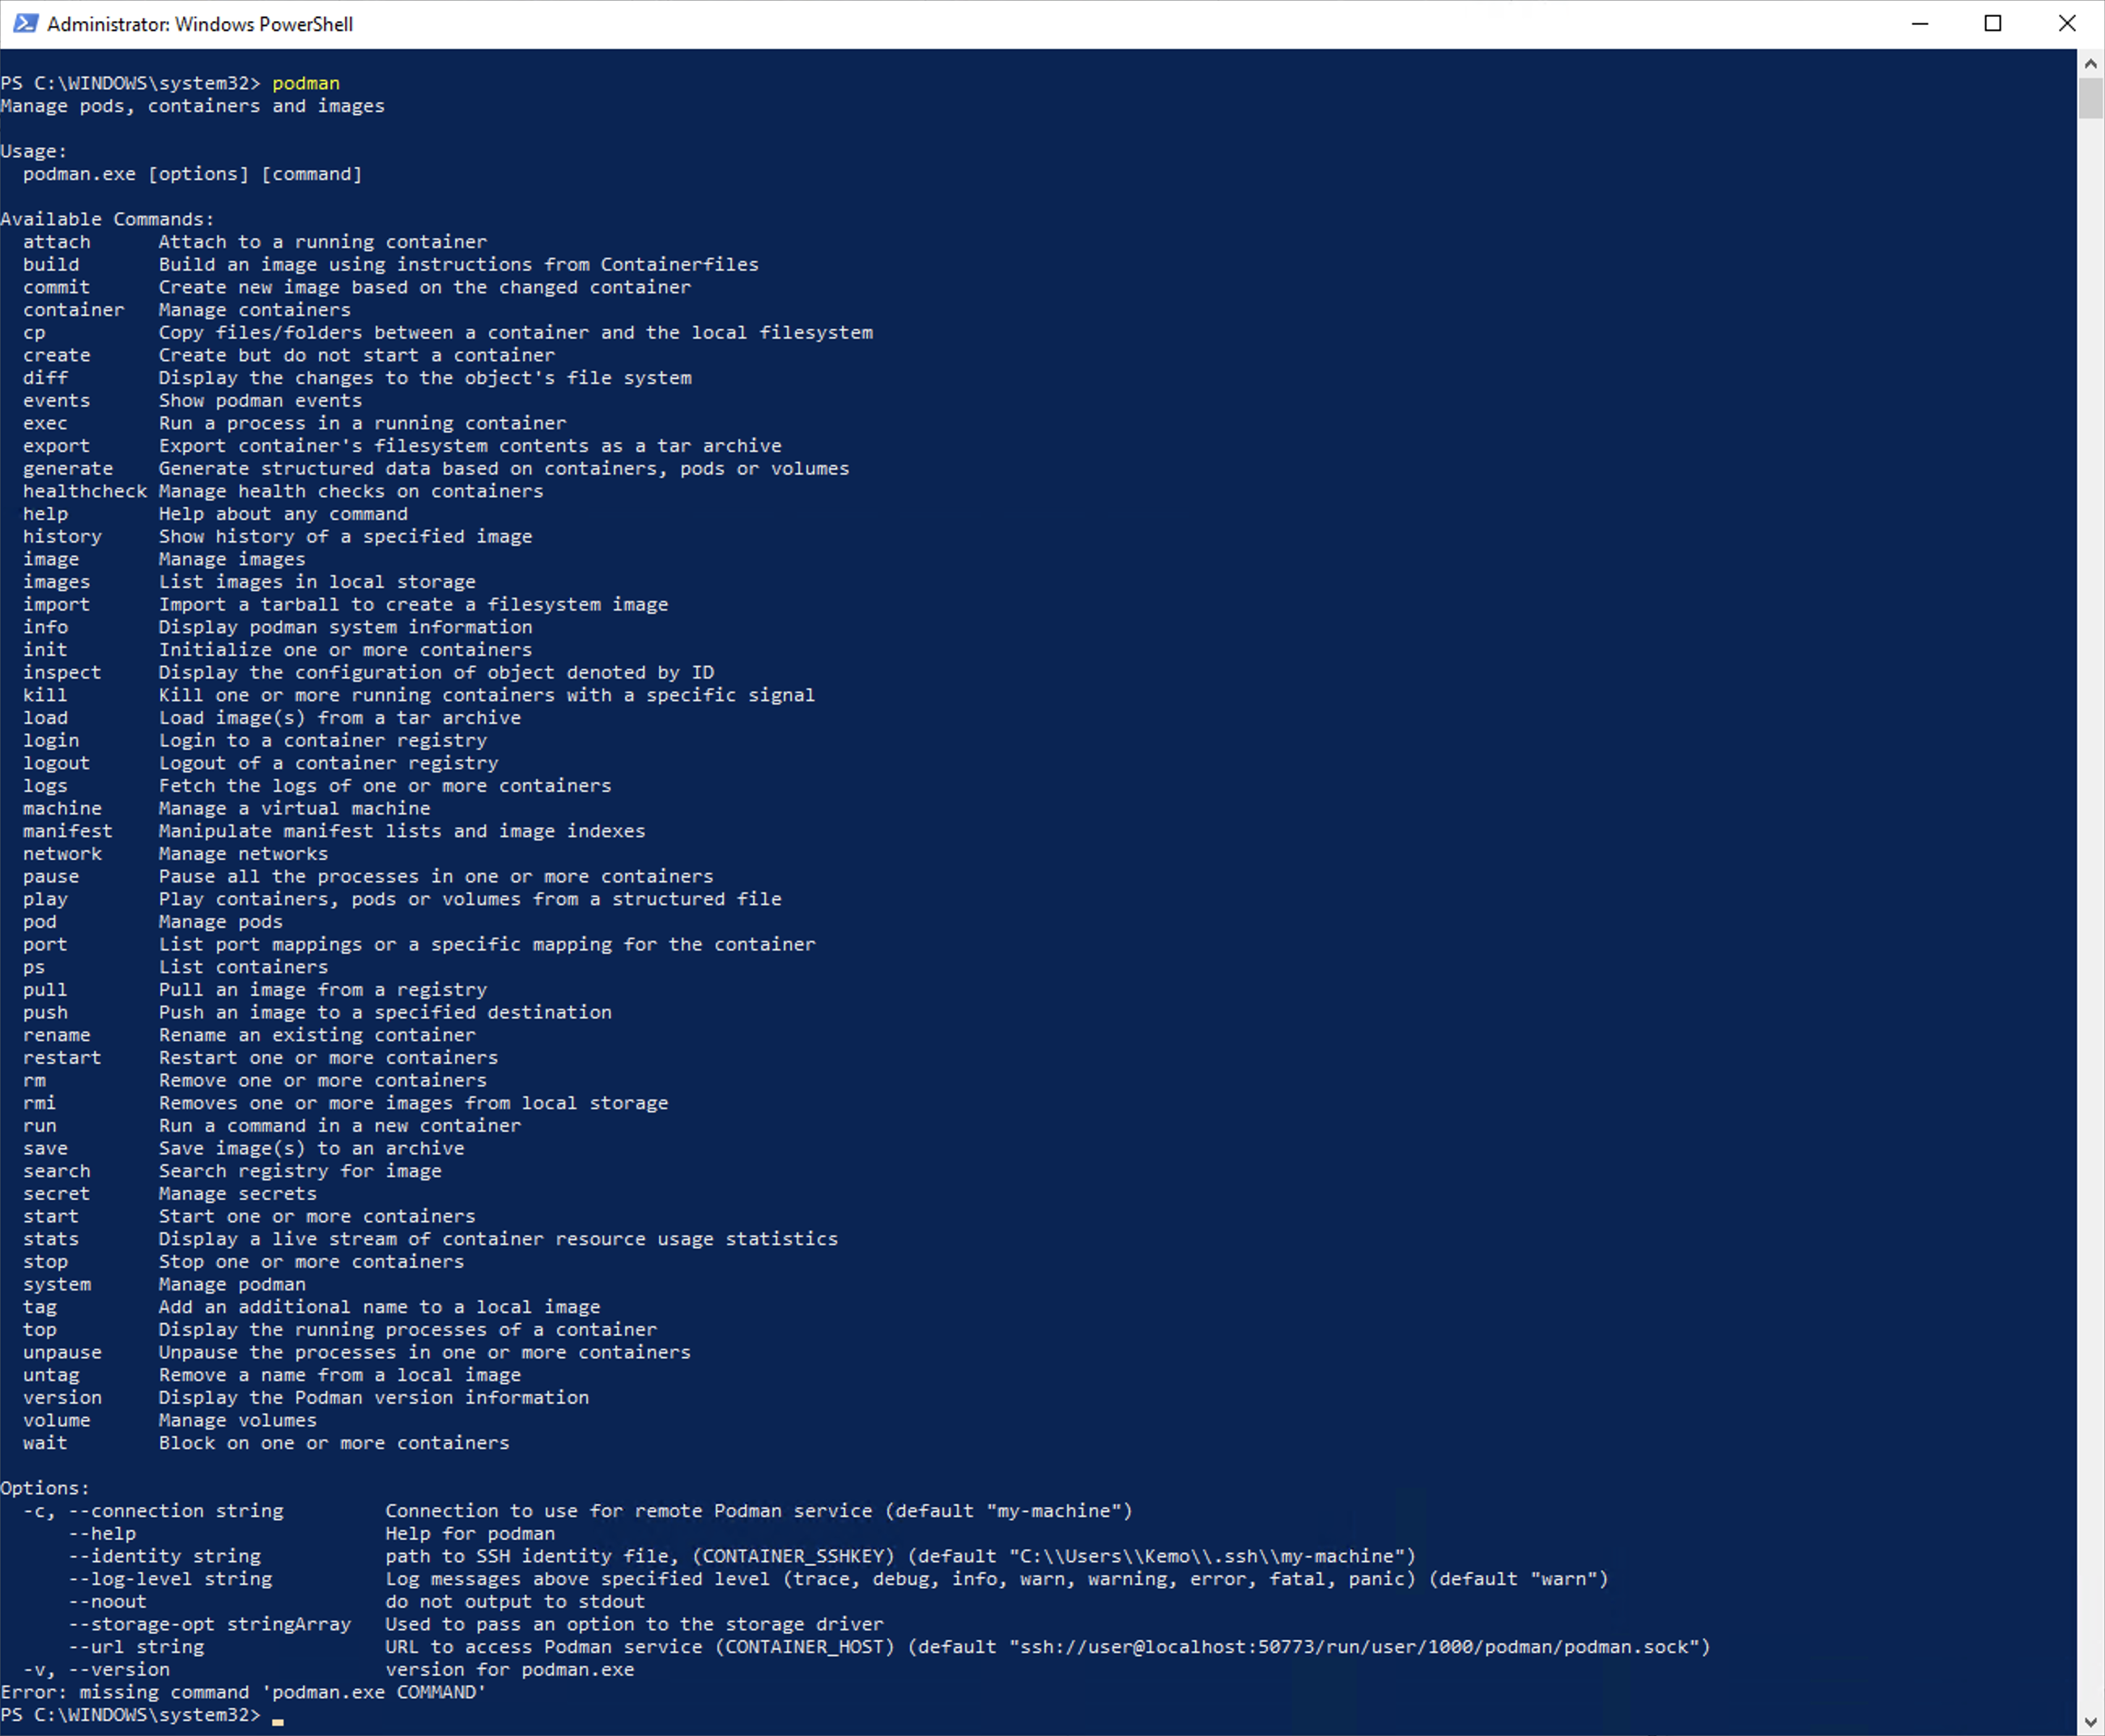 Administrator: Windows PowerShell
PS C:\WINDOWS\system32> podman
Manage pods, containers and images
Usage:
podman.exe [options] [command]
Available Commands:
attach Attach to a running container
build Build an image using instructions from Containerfiles
commit Create new image based on the changed container
container Manage containers
cp Copy files/folders between a container and the local filesystem
create Create but do not start a container
diff Display the changes to the object's file system
events Show podman events
exec Run a process in a running container
export Export container's filesystem contents as a tar archive
generate Generate structured data based on containers, pods or volumes
healthcheck Manage health checks on containers
help Help about any command
history Show history of a specified image
image Manage images
images List images in local storage
import Import a tarball to create a filesystem image
info Display podman system information
init Initialize one or more containers
inspect Display the configuration of object denoted by ID
kill Kill one or more running containers with a specific signal
load Load image(s) from a tar archive
login Login to a container registry
logout Logout of a container registry
logs Fetch the logs of one or more containers
machine Manage a virtual machine
manifest Manipulate manifest lists and image indexes
network Manage networks
pause Pause all the processes in one or more containers
play Play containers, pods or volumes from a structured file
pod Manage pods
port List port mappings or a specific mapping for the container
ps List containers
pull Pull an image from a registry
push Push an image to a specified destination
rename Rename an existing container
restart Restart one or more containers
rm Remove one or more containers
rmi Removes one or more images from local storage
run Run a command in a new container
save Save image(s) to an archive
search Search registry for image
secret Manage secrets
start Start one or more containers
stats Display a live stream of container resource usage statistics
stop Stop one or more containers
system Manage podman
tag Add an additional name to a local image
top Display the running processes of a container
unpause Unpause the processes in one or more containers
untag Remove a name from a local image
version Display the Podman version information
volume Manage volumes
wait Block on one or more containers
Options:
-c, --connection string Connection to use for remote Podman service (default "my-machine")
--help Help for podman
--identity string path to SSH identity file, (CONTAINER_SSHKEY) (default "C:\\Users\\Kemo\\.ssh\\my-machine")
--log-level string Log messages above specified level (trace, debug, info, warn, warning, error, fatal, panic) (default "warn")
--noout do not output to stdout
--storage-opt stringArray Used to pass an option to the storage driver
--url string URL to access Podman service (CONTAINER_HOST) (default "ssh://user@localhost:50773/run/user/1000/podman/podman.sock")
-v, --version version for podman.exe
Error: missing command 'podman.exe COMMAND'
PS C:\WINDOWS\system32>